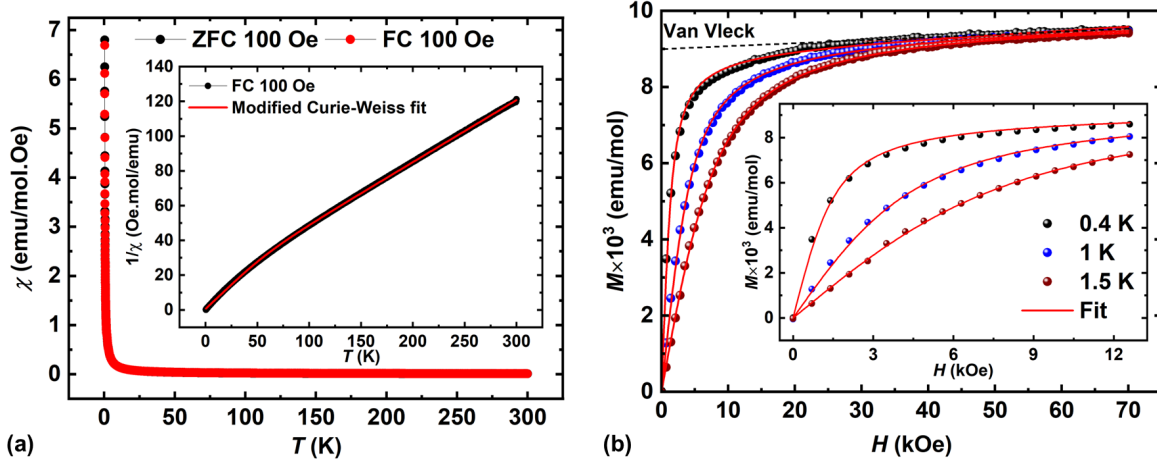 ZFC 100 Oe FC 100 Oe
7
6
5
4
3
2
1
0
χ (emu/mol.Oe)
0 50 100 150 200 250 300
T (K)
(a)
140
120
100
80
60
40
20
0
1/χ (Oe.mol/emu)
FC 100 Oe
Modified Curie-Weiss fit
0 50 100 150 200 250 300
T (K)
10
8
6
4
2
0
M×10³ (emu/mol)
Van Vleck
0 10 20 30 40 50 60 70
H (kOe)
(b)
8
6
4
2
0
M×10³ (emu/mol)
0.4 K
1 K
1.5 K
Fit
0 3 6 9 12
H (kOe)